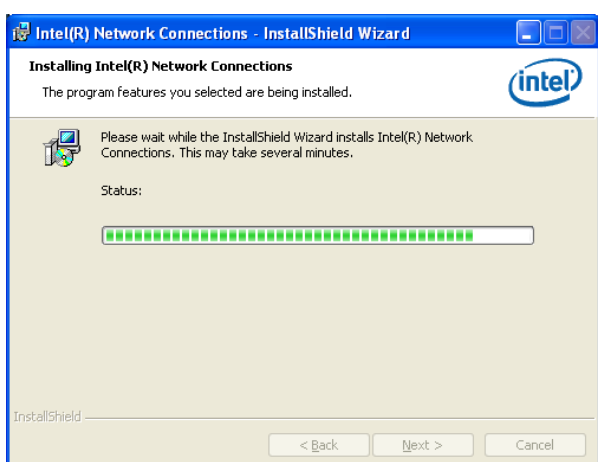 Intel(R) Network Connections - InstallShield Wizard
Installing Intel(R) Network Connections
The program features you selected are being installed.
intel
Please wait while the InstallShield Wizard installs Intel(R) Network
Connections. This may take several minutes.
Status:
InstallShield
< Back Next > Cancel